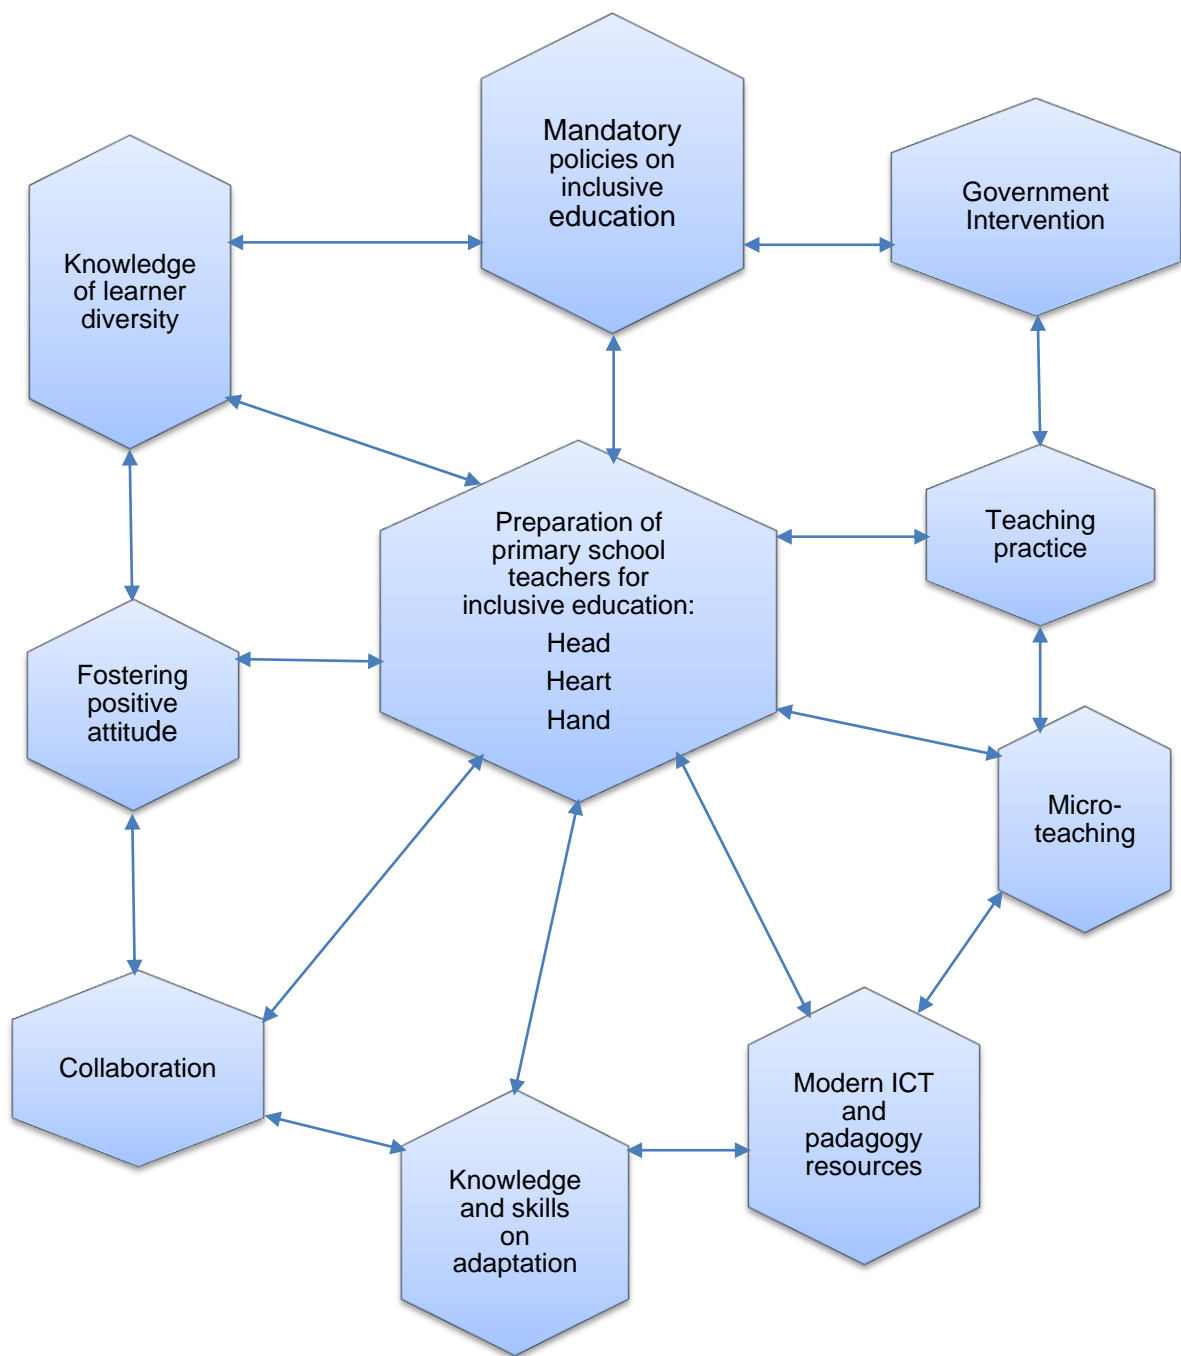 Mandatory
policies on
inclusive
education
Government
Intervention
Knowledge
of learner
diversity
Preparation of
primary school
teachers for
inclusive education:
Head
Heart
Hand
Teaching
practice
Fostering
positive
attitude
Micro-
teaching
Collaboration
Modern ICT
and
padagogy
resources
Knowledge
and skills
on
adaptation